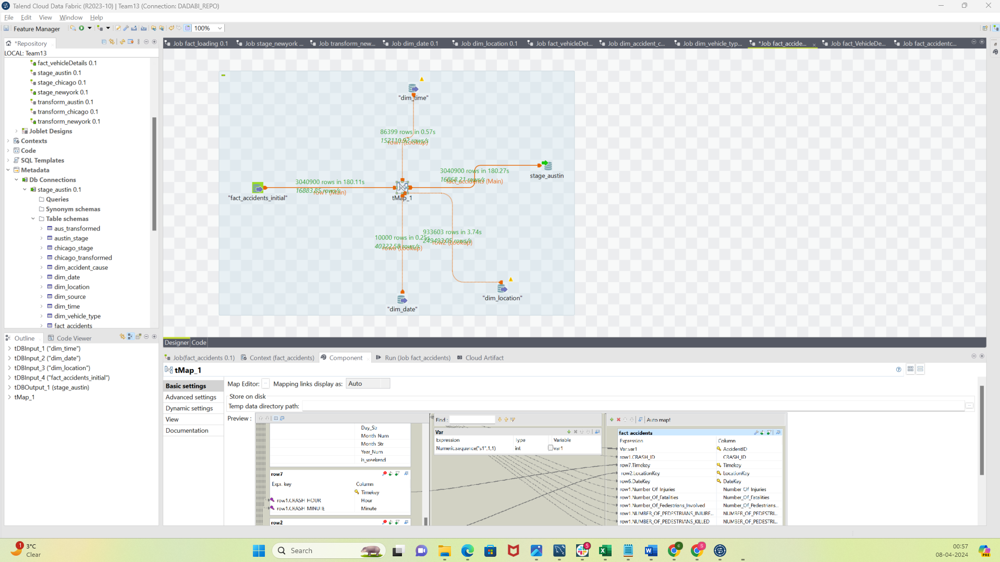 Talend Cloud Data Fabric (R2023-10) | Team13 (Connection: DADABI_REPO)
File Edit View Window Help
Feature Manager 100%
*Repository
LOCAL: Team13
fact_vehicleDetails 0.1
stage_austin 0.1
stage_chicago 0.1
stage_newyork 0.1
transform_austin 0.1
transform_chicago 0.1
transform_newyork 0.1
Joblet Designs
Contexts
Code
SQL Templates
Metadata
Db Connections
stage_austin 0.1
Queries
Synonym schemas
Table schemas
aus_transformed
austin_stage
chicago_stage
chicago_transformed
dim_accident_cause
dim_date
dim_location
dim_source
dim_time
dim_vehicle_type
fact_accidents
Outline Code Viewer
tDBInput_1 ("dim_time")
tDBInput_2 ("dim_date")
tDBInput_3 ("dim_location")
tDBInput_4 ("fact_accidents_initial")
tDBOutput_1 (stage_austin)
tMap_1
Job fact_loading 0.1 Job stage_newyork ... Job transform_new... Job dim_date 0.1 Job dim_location 0.1 Job fact_vehicleDet... Job dim_accident_c... Job dim_vehicle_typ... *Job fact_accide... Job fact_VehicleDe... Job fact_accidentc...
"dim_time"
86399 rows in 0.57s
152110.92 rows/s
row7 (Lookup)
3040900 rows in 180.27s
16868.21 rows/s
fact_accidents (Main)
stage_austin
3040900 rows in 180.11s
16883.85 rows/s
row1 (Main)
"fact_accidents_initial"
tMap_1
933603 rows in 3.74s
249493.05 rows/s
row2 (Lookup)
10000 rows in 0.25s
40322.58 rows/s
row6 (Lookup)
"dim_location"
"dim_date"
Designer Code
Job(fact_accidents 0.1) Context (fact_accidents) Component Run (Job fact_accidents) Cloud Artifact
tMap_1
Basic settings
Advanced settings
Dynamic settings
View
Documentation
Map Editor: Mapping links display as: Auto
Store on disk
Temp data directory path:
Preview :
Day_Str
Month_Num
Month_Str
Year_Num
is_weekend
row7
Expr. key Column
Timekey
row1.CRASH_HOUR Hour
row1.CRASH_MINUTE Minute
row2
Find :
Var
Expression Type Variable
Numeric.sequence("s1",1,1) int var1
Auto map!
fact_accidents
Expression Column
Var.var1 AccidentID
row1.CRASH_ID CRASH_ID
row7.Timekey Timekey
row2.LocationKey LocationKey
row6.DateKey DateKey
row1.Number_Of_Injuries Number_Of_Injuries
row1.Number_Of_Fatalities Number_Of_Fatalities
row1.Number_Of_Pedestrians_Involved Number_Of_Pedestrians...
row1.NUMBER_OF_PEDESTRIANS_INJURE... NUMBER_OF_PEDESTRI...
row1.NUMBER_OF_PEDESTRIANS_KILLED NUMBER_OF_PEDESTRI...
1
3°C
Clear
Search
5
C
S
00:57
08-04-2024
PRE